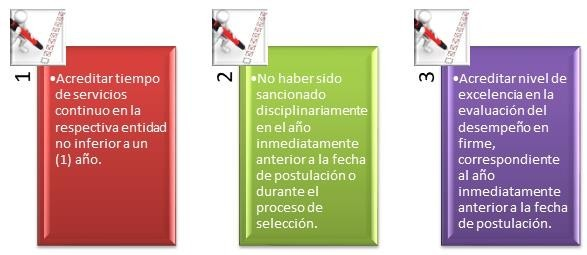 1
•Acreditar tiempo
de servicios
continuo en la
respectiva entidad
no inferior a un
(1) año.
2
•No haber sido
sancionado
disciplinariamente
en el año
inmediatamente
anterior a la fecha
de postulación o
durante el
proceso de
selección.
3
•Acreditar nivel de
excelencia en la
evaluación del
desempeño en
firme,
correspondiente
al año
inmediatamente
anterior a la fecha
de postulación.